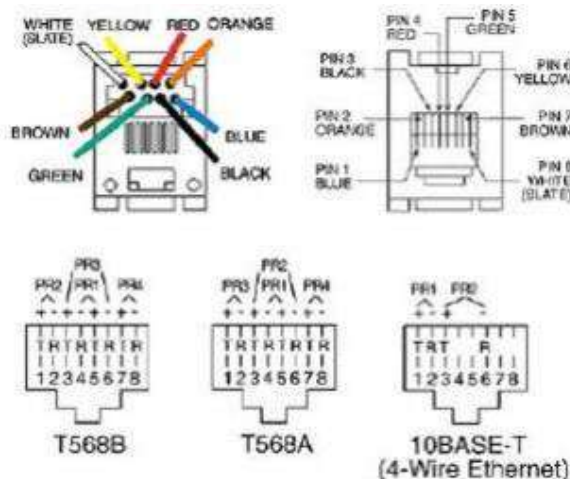 WHITE (SLATE)
YELLOW
RED
ORANGE
BROWN
GREEN
BLUE
BLACK
PIN 5 GREEN
PIN 4 RED
PIN 3 BLACK
PIN 6 YELLOW
PIN 2 ORANGE
PIN 7 BROWN
PIN 1 BLUE
PIN 8 WHITE (SLATE)
PR3
PR2 PR1 PR4
+ - + - + - + -
T R T R T R T R
1 2 3 4 5 6 7 8
T568B
PR2
PR3 PR1 PR4
+ - + - + - + -
T R T R T R T R
1 2 3 4 5 6 7 8
T568A
PR1 PR2
+ - + -
T R T R
1 2 3 4 5 6 7 8
10BASE-T
(4-Wire Ethernet)